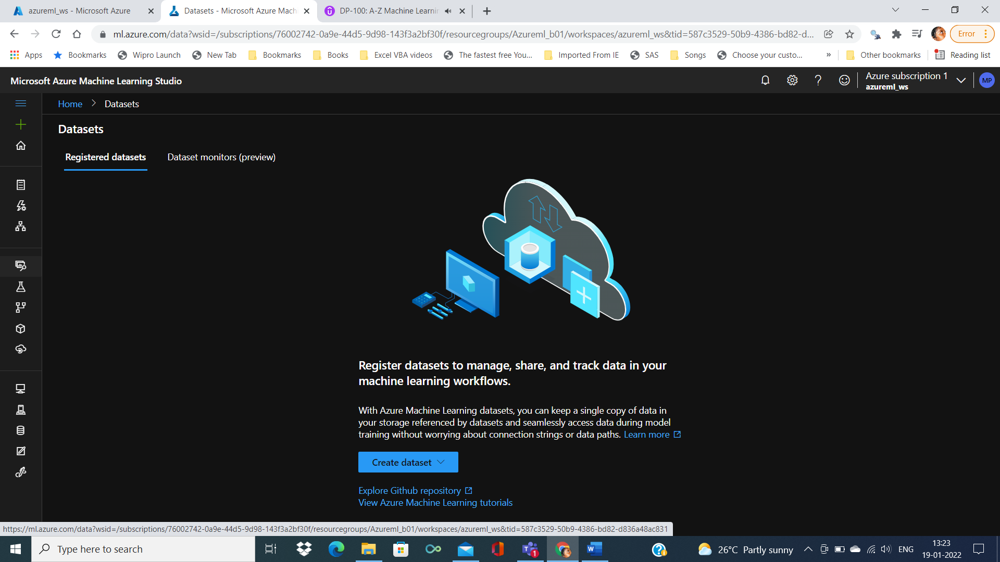 azureml_ws - Microsoft Azure
Datasets - Microsoft Azure Mach
DP-100: A-Z Machine Learnin
ml.azure.com/data?wsid=/subscriptions/76002742-0a9e-44d5-9d98-143f3a2bf30f/resourcegroups/Azureml_b01/workspaces/azureml_ws&tid=587c3529-50b9-4386-bd82-d...
Error
Apps
Bookmarks
Wipro Launch
New Tab
Bookmarks
Books
Excel VBA videos
The fastest free You...
Imported From IE
SAS
Songs
Choose your custo...
»
Other bookmarks
Reading list
Microsoft Azure Machine Learning Studio
Azure subscription 1
azureml_ws
MP
Home > Datasets
Datasets
Registered datasets
Dataset monitors (preview)
Register datasets to manage, share, and track data in your
machine learning workflows.
With Azure Machine Learning datasets, you can keep a single copy of data in
your storage referenced by datasets and seamlessly access data during model
training without worrying about connection strings or data paths. Learn more
Create dataset
Explore Github repository
View Azure Machine Learning tutorials
https://ml.azure.com/data?wsid=/subscriptions/76002742-0a9e-44d5-9d98-143f3a2bf30f/resourcegroups/Azureml_b01/workspaces/azureml_ws&tid=587c3529-50b9-4386-bd82-d836a48ac831
Type here to search
1
26°C Partly sunny
ENG
13:23
19-01-2022